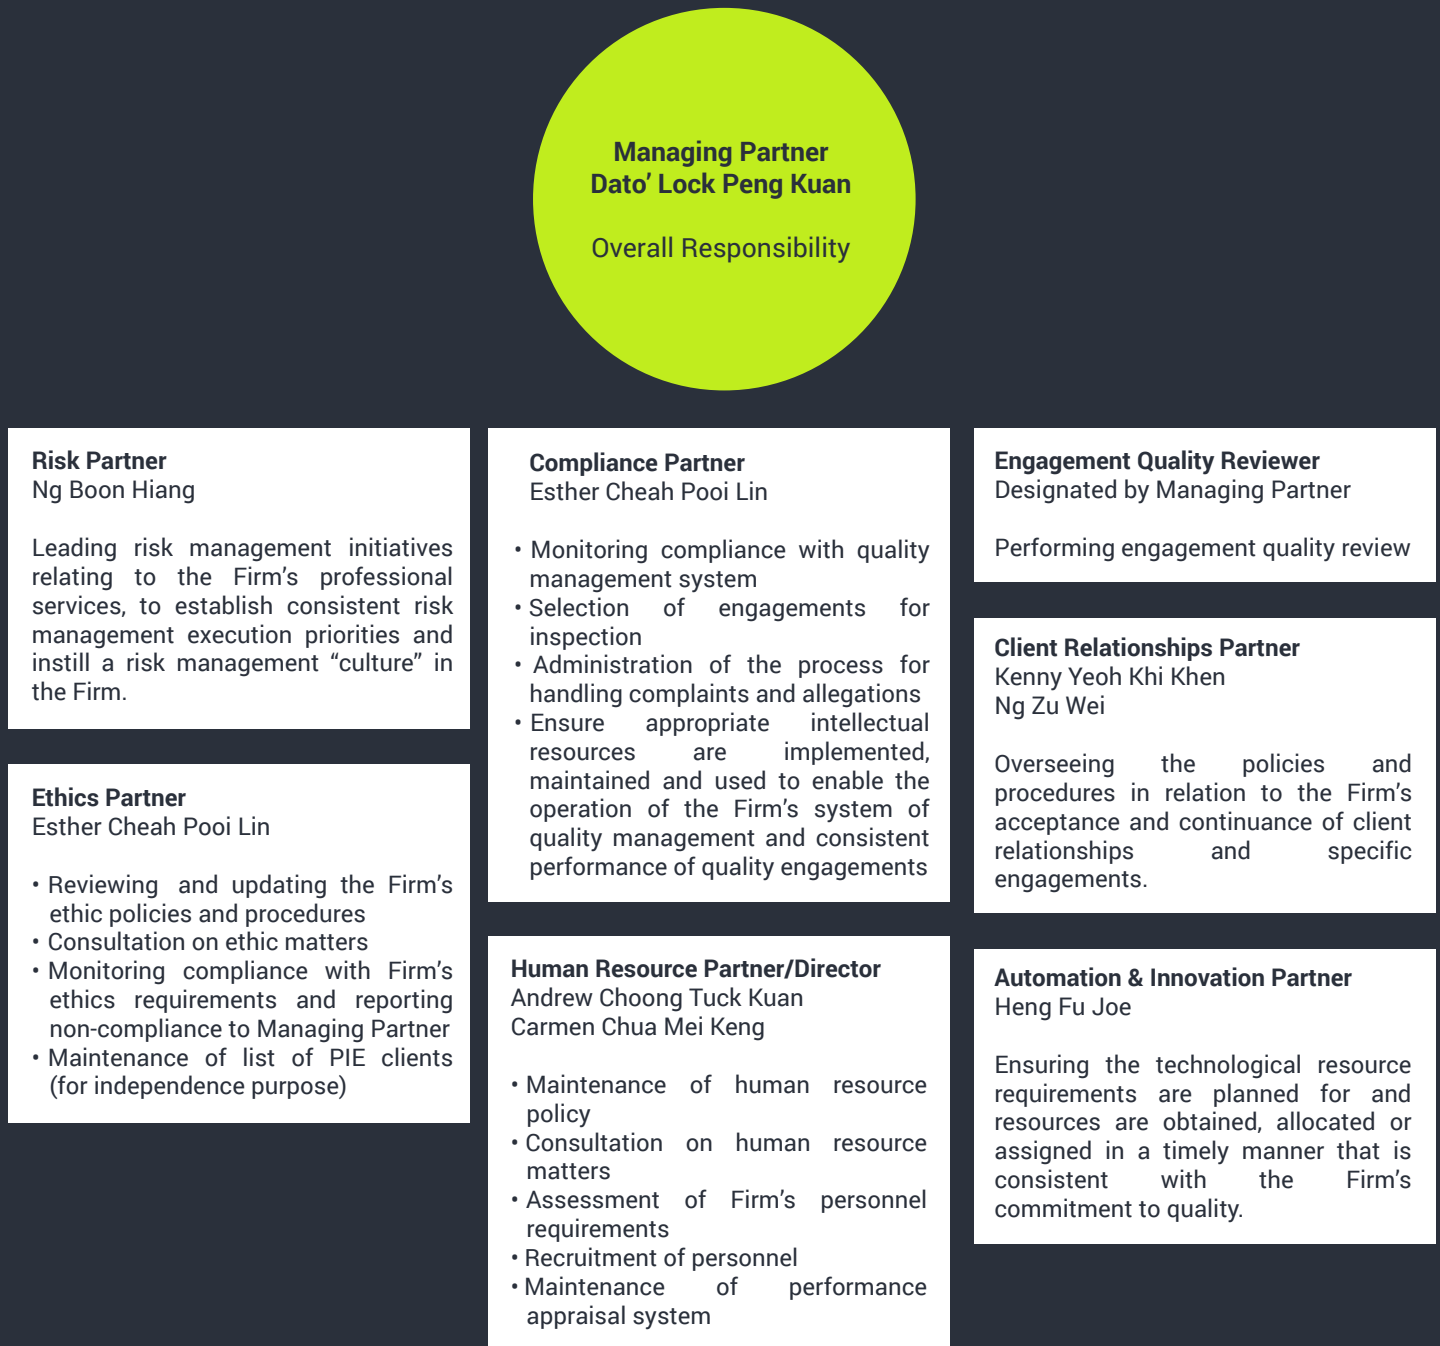 Managing Partner
Dato’ Lock Peng Kuan
Overall Responsibility
Risk Partner
Ng Boon Hiang
Leading risk management initiatives
relating to the Firm’s professional
services, to establish consistent risk
management execution priorities and
instill a risk management “culture” in
the Firm.
Ethics Partner
Esther Cheah Pooi Lin
• Reviewing and updating the Firm’s
ethic policies and procedures
• Consultation on ethic matters
• Monitoring compliance with Firm’s
ethics requirements and reporting
non-compliance to Managing Partner
• Maintenance of list of PIE clients
(for independence purpose)
Compliance Partner
Esther Cheah Pooi Lin
• Monitoring compliance with quality
management system
• Selection of engagements for
inspection
• Administration of the process for
handling complaints and allegations
• Ensure appropriate intellectual
resources are implemented,
maintained and used to enable the
operation of the Firm’s system of
quality management and consistent
performance of quality engagements
Human Resource Partner/Director
Andrew Choong Tuck Kuan
Carmen Chua Mei Keng
• Maintenance of human resource
policy
• Consultation on human resource
matters
• Assessment of Firm’s personnel
requirements
• Recruitment of personnel
• Maintenance of performance
appraisal system
Engagement Quality Reviewer
Designated by Managing Partner
Performing engagement quality review
Client Relationships Partner
Kenny Yeoh Khi Khen
Ng Zu Wei
Overseeing the policies and
procedures in relation to the Firm’s
acceptance and continuance of client
relationships and specific
engagements.
Automation & Innovation Partner
Heng Fu Joe
Ensuring the technological resource
requirements are planned for and
resources are obtained, allocated or
assigned in a timely manner that is
consistent with the Firm’s
commitment to quality.